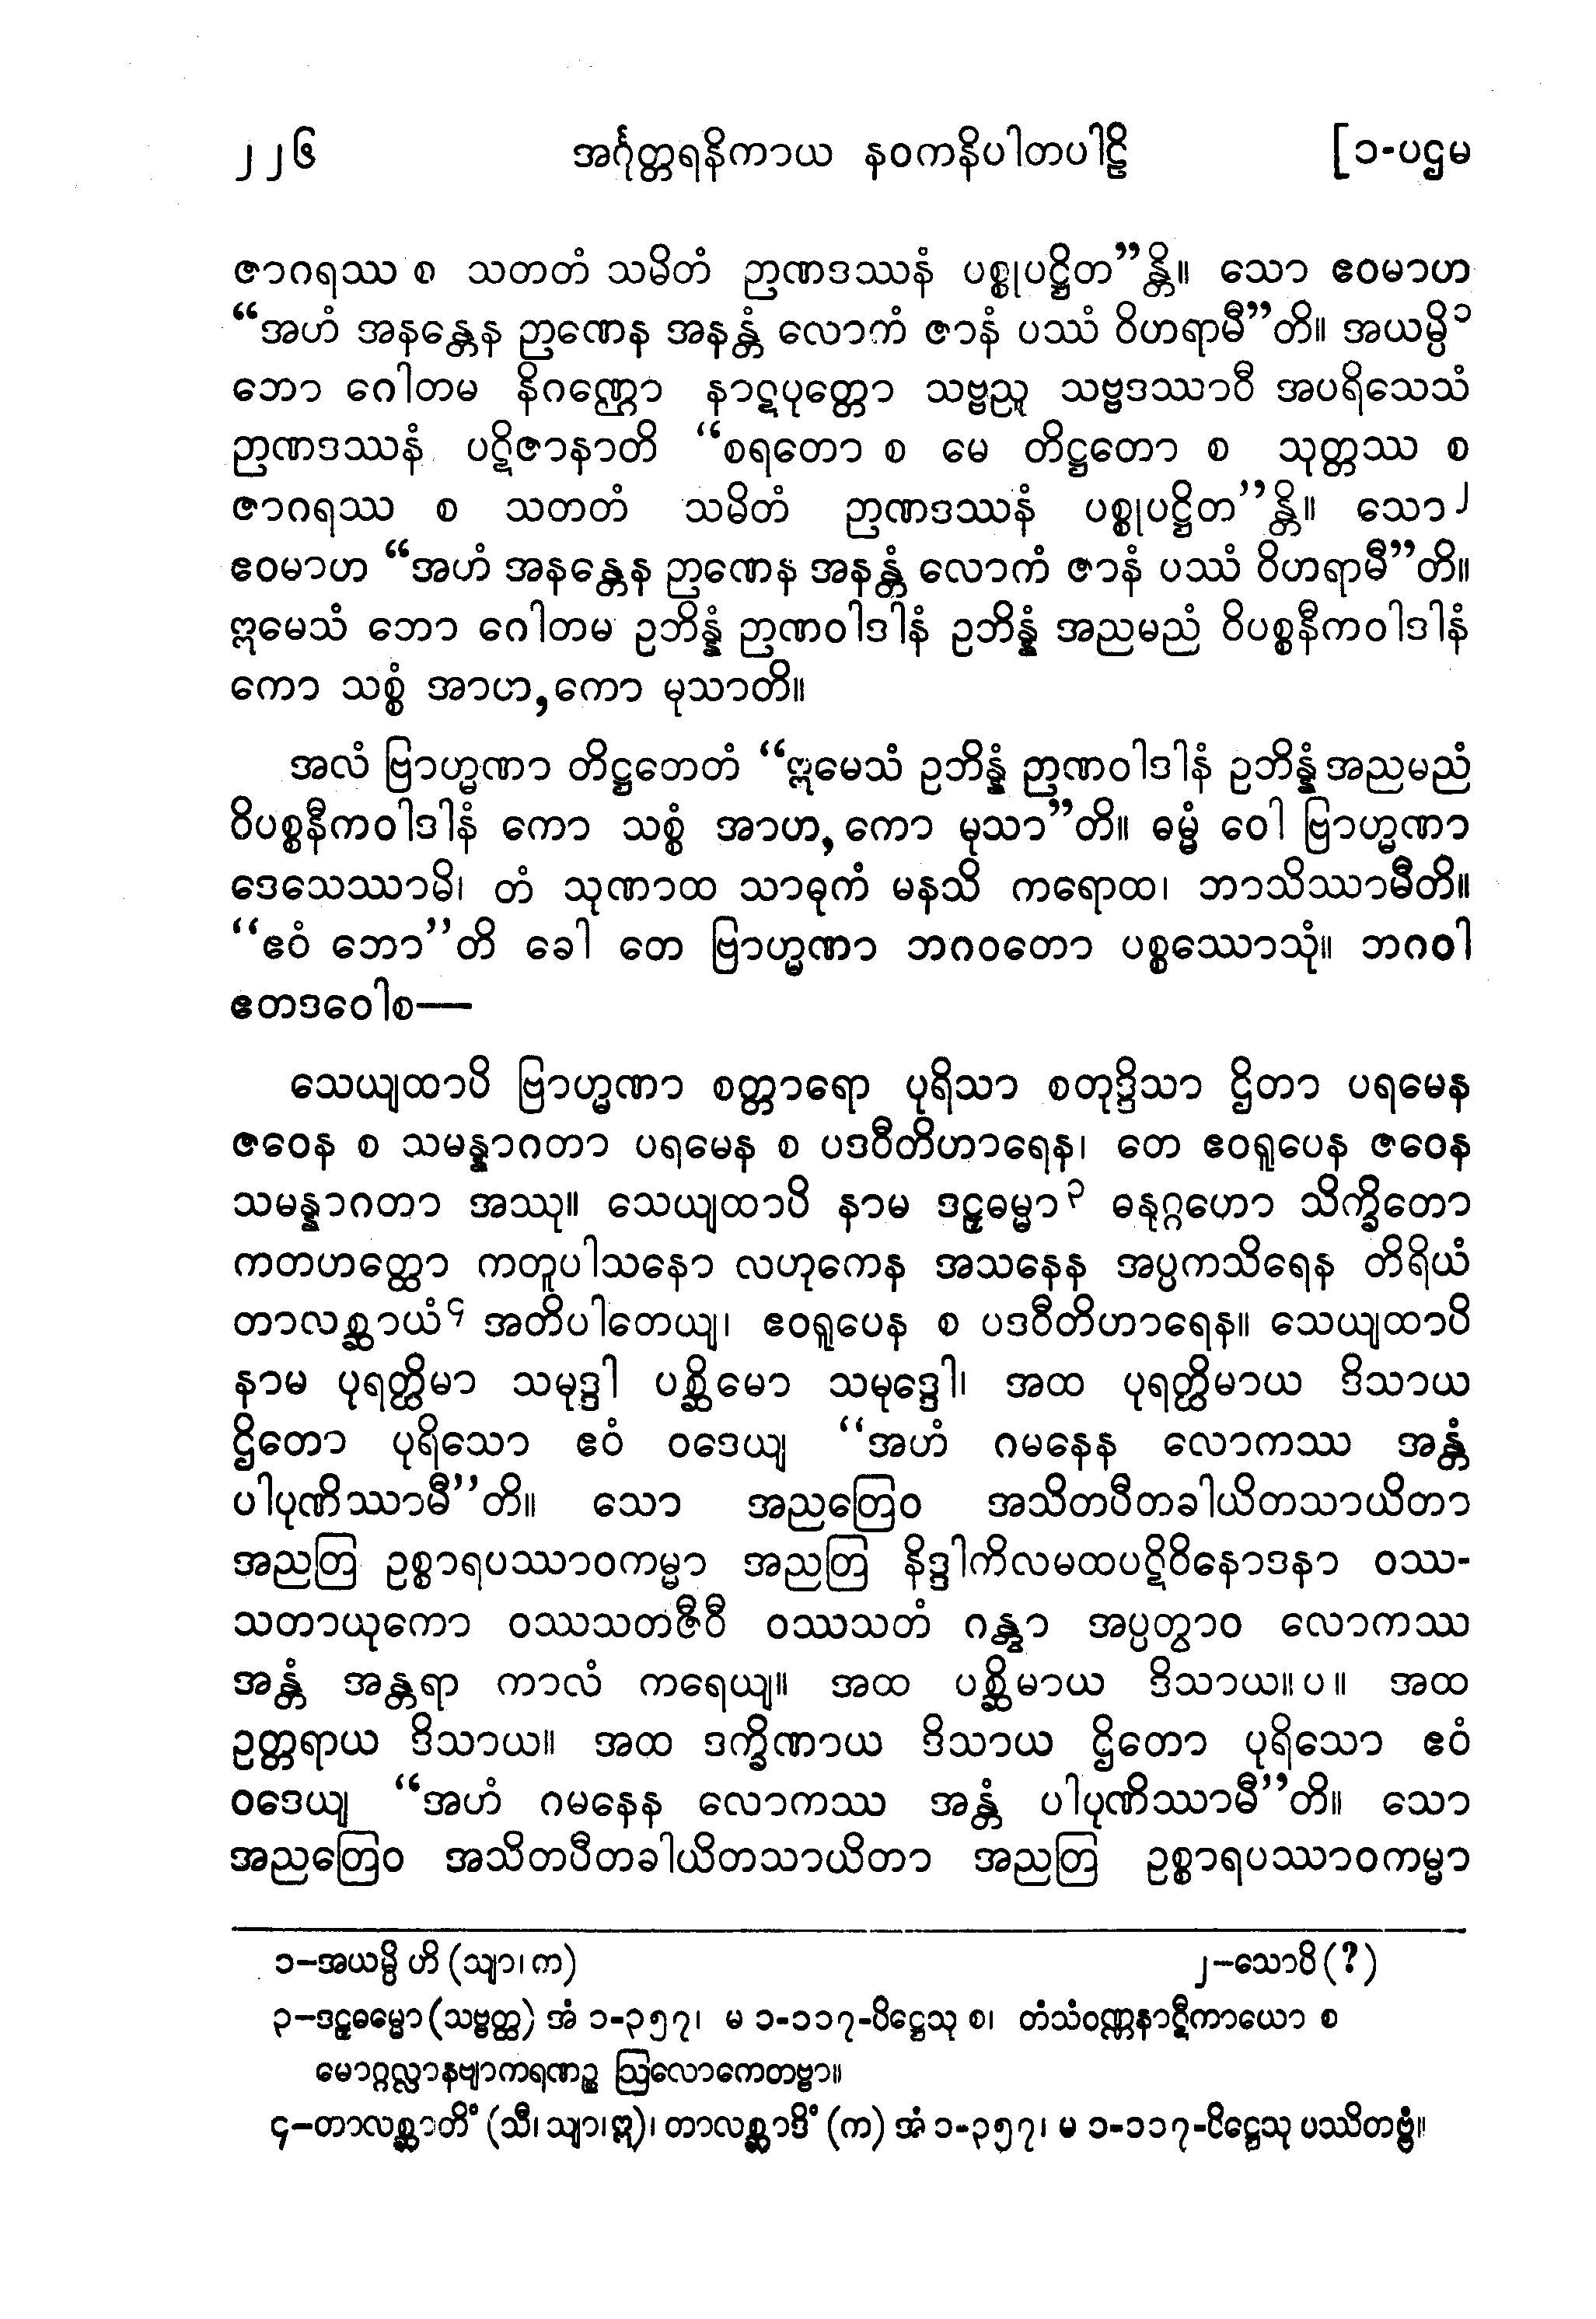 ၂၂၆ အင်္ဂုတ္တရနိကာယ နဝကနိပါတပါဠိ [၁-ပဌမ
ဇာဂရဿ စ သတတံ သမိတံ ဉာဏဒဿနံ ပစ္စုပဋ္ဌိတ”န္တိ။ သော ဧဝမာဟ
“အဟံ အနန္တေန ဉာဏေန အနန္တံ လောကံ ဇာနံ ပဿံ ဝိဟရာမီ”တိ။ အယမ္ပိ၁
ဘော ဂေါတမ နိဂဏ္ဌော နာဋပုတ္တော သဗ္ဗညူ သဗ္ဗဒဿာဝီ အပရိသေသံ
ဉာဏဒဿနံ ပဋိဇာနာတိ “စရတော စ မေ တိဋ္ဌတော စ သုတ္တဿ စ
ဇာဂရဿ စ သတတံ သမိတံ ဉာဏဒဿနံ ပစ္စုပဋ္ဌိတ”န္တိ။ သော၂
ဧဝမာဟ “အဟံ အနန္တေန ဉာဏေန အနန္တံ လောကံ ဇာနံ ပဿံ ဝိဟရာမီ”တိ။
ဣမေသံ ဘော ဂေါတမ ဥဘိန္နံ ဉာဏဝါဒါနံ ဥဘိန္နံ အညမညံ ဝိပစ္စနီကဝါဒါနံ
ကော သစ္စံ အာဟ,ကော မုသာတိ။
အလံ ဗြာဟ္မဏာ တိဋ္ဌတေတံ “ဣမေသံ ဥဘိန္နံ ဉာဏဝါဒါနံ ဥဘိန္နံ အညမညံ
ဝိပစ္စနီကဝါဒါနံ ကော သစ္စံ အာဟ, ကော မုသာ”တိ။ ဓမ္မံ ဝေါ ဗြာဟ္မဏာ
ဒေသေဿာမိ၊ တံ သုဏာထ သာဓုကံ မနသိ ကရောထ၊ ဘာသိဿာမီတိ။
“ဧဝံ ဘော”တိ ခေါ တေ ဗြာဟ္မဏာ ဘဂဝတော ပစ္စဿောသုံ။ ဘဂဝါ
ဧတဒဝေါစ—
သေယျထာပိ ဗြာဟ္မဏာ စတ္တာရော ပုရိသာ စတုဒ္ဒိသာ ဌိတာ ပရမေန
ဇဝေန စ သမန္နာဂတာ ပရမေန စ ပဒဝီတိဟာရေန၊ တေ ဧဝရူပေန ဇဝေန
သမန္နာဂတာ အဿု။ သေယျထာပိ နာမ ဒဠှဓမ္မာ၃ ဓနုဂ္ဂဟော သိက္ခိတော
ကတဟတ္ထော ကတူပါသနော လဟုကေန အသနေန အပ္ပကသိရေန တိရိယံ
တာလစ္ဆာယံ၄ အတိပါတေယျ၊ ဧဝရူပေန စ ပဒဝီတိဟာရေန။ သေယျထာပိ
နာမ ပုရတ္ထိမာ သမုဒ္ဒါ ပစ္ဆိမော သမုဒ္ဒေါ၊ အထ ပုရတ္ထိမာယ ဒိသာယ
ဌိတော ပုရိသော ဧဝံ ဝဒေယျ “အဟံ ဂမနေန လောကဿ အန္တံ
ပါပုဏိဿာမီ”တိ။ သော အညတြေဝ အသိတပီတခါယိတသာယိတာ
အညတြ ဥစ္စာရပဿာဝကမ္မာ အညတြ နိဒ္ဒါကိလမထပဋိဝိနောဒနာ ဝဿ-
သတာယုကော ဝဿသတဇီဝီ ဝဿသတံ ဂန္တွာ အပ္ပတွာဝ လောကဿ
အန္တံ အန္တရာ ကာလံ ကရေယျ။ အထ ပစ္ဆိမာယ ဒိသာယ။ပ။ အထ
ဥတ္တရာယ ဒိသာယ။ အထ ဒက္ခိဏာယ ဒိသာယ ဌိတော ပုရိသော ဧဝံ
ဝဒေယျ “အဟံ ဂမနေန လောကဿ အန္တံ ပါပုဏိဿာမီ”တိ။ သော
အညတြေဝ အသိတပီတခါယိတသာယိတာ အညတြ ဥစ္စာရပဿာဝကမ္မာ
၁–အယမ္ပိ ဟိ (သျာ၊ က) ၂–သောပိ (?)
၃–ဒဠှဓမ္မော (သဗ္ဗတ္ထ) အံ ၁-၃၅၇၊ မ ၁-၁၁၇-ပိဋ္ဌေသု စ၊ တံသံဝဏ္ဏနာဋီကာယော စ
မောဂ္ဂလ္လာနဗျာကရဏဉ္စ ဩလောကေတဗ္ဗာ။
၄–တာလစ္ဆာတိံ (သီ၊ သျာ၊ ဣ)၊ တာလစ္ဆာဒိံ (က) အံ ၁-၃၅၇၊ မ ၁-၁၁၇-ပိဋ္ဌေသု ပဿိတဗ္ဗံ။